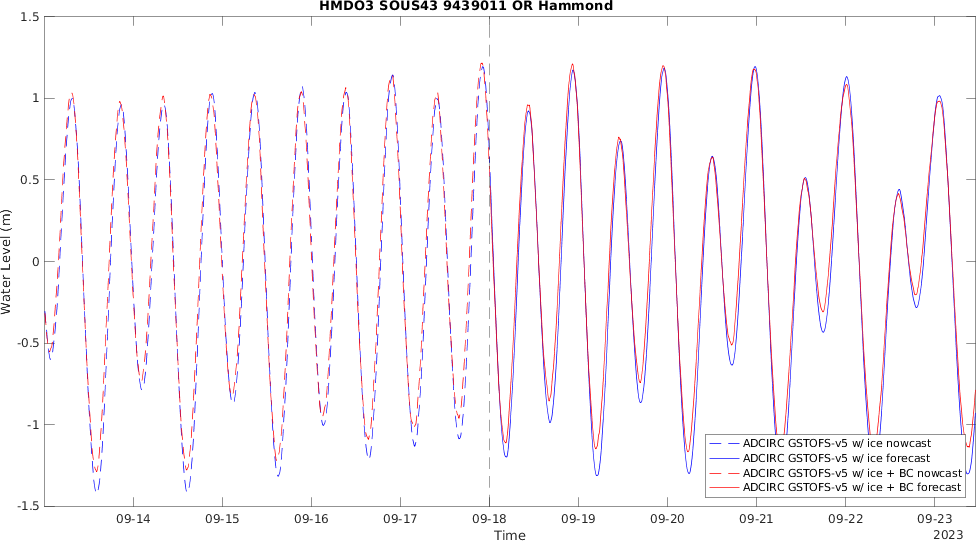 HMDO3 SOUS43 9439011 OR Hammond
1.5
1
0.5
0
-0.5
-1
-1.5
Water Level (m)
ADCIRC GSTOFS-v5 w/ ice nowcast
ADCIRC GSTOFS-v5 w/ ice forecast
ADCIRC GSTOFS-v5 w/ ice + BC nowcast
ADCIRC GSTOFS-v5 w/ ice + BC forecast
09-14 09-15 09-16 09-17 09-18 09-19 09-20 09-21 09-22 09-23
Time 2023